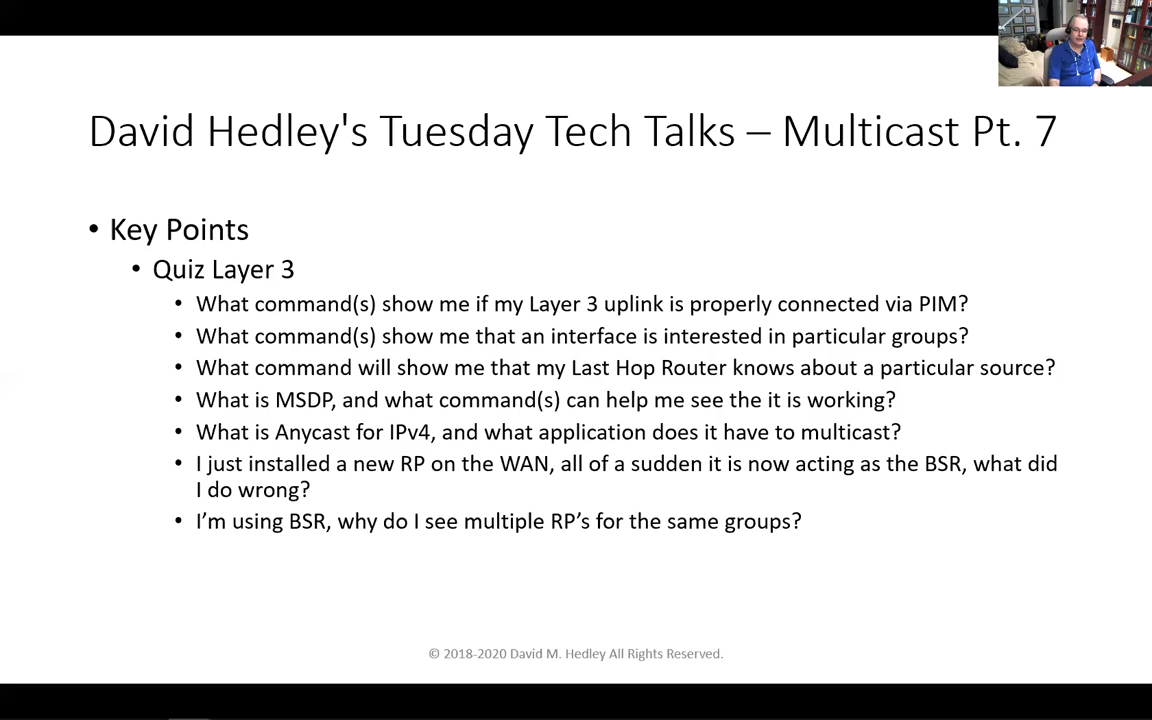 David Hedley's Tuesday Tech Talks – Multicast Pt. 7
• Key Points
• Quiz Layer 3
• What command(s) show me if my Layer 3 uplink is properly connected via PIM?
• What command(s) show me that an interface is interested in particular groups?
• What command will show me that my Last Hop Router knows about a particular source?
• What is MSDP, and what command(s) can help me see the it is working?
• What is Anycast for IPv4, and what application does it have to multicast?
• I just installed a new RP on the WAN, all of a sudden it is now acting as the BSR, what did
I do wrong?
• I'm using BSR, why do I see multiple RP's for the same groups?
© 2018-2020 David M. Hedley All Rights Reserved.